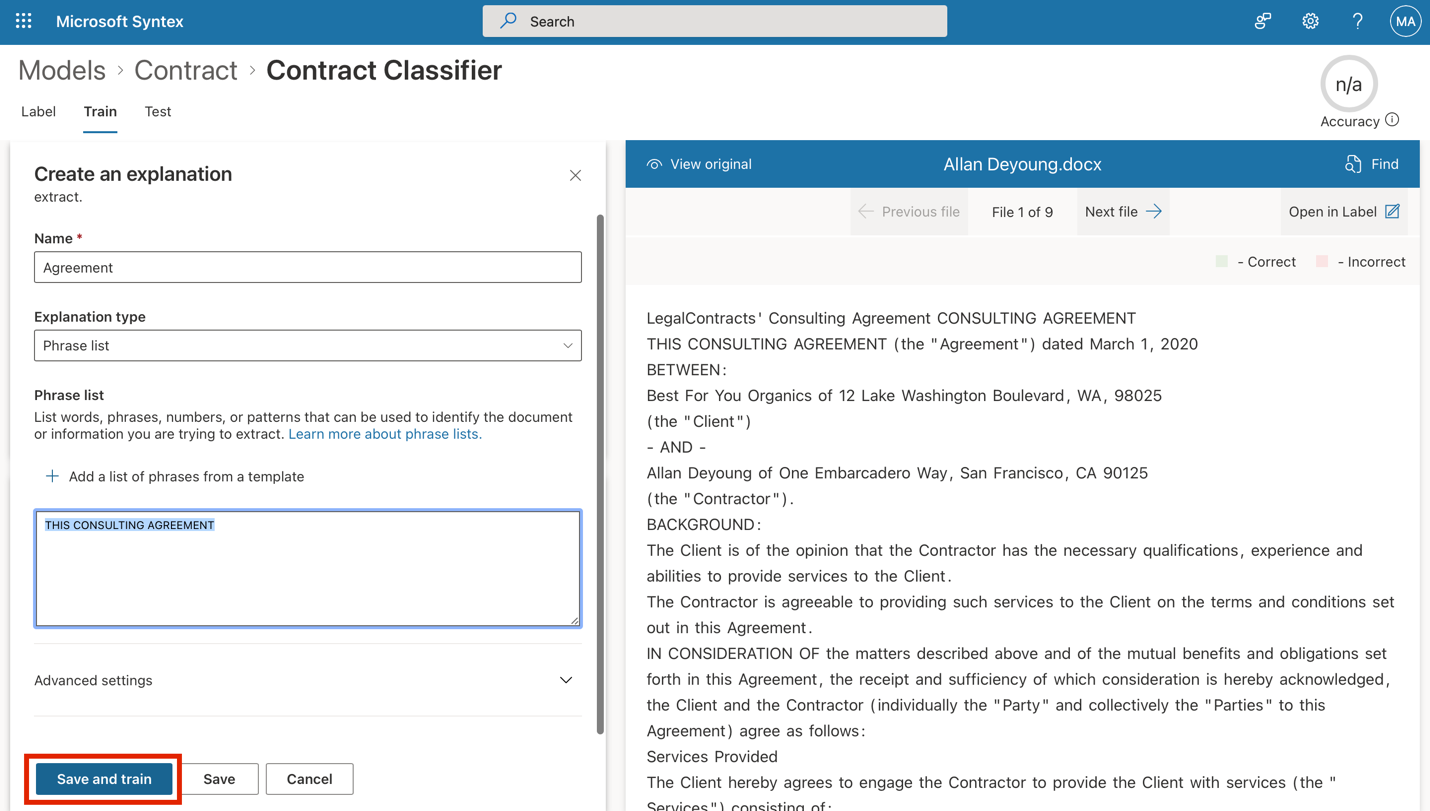 Microsoft Syntex
Search
MA
Models > Contract > Contract Classifier
n/a
Accuracy
Label Train Test
Create an explanation
extract.
Name *
Agreement
Explanation type
Phrase list
Phrase list
List words, phrases, numbers, or patterns that can be used to identify the document
or information you are trying to extract. Learn more about phrase lists.
+ Add a list of phrases from a template
THIS CONSULTING AGREEMENT
Advanced settings
Save and train
Save
Cancel
View original
Allan Deyoung.docx
Find
Previous file
File 1 of 9
Next file
Open in Label
- Correct
- Incorrect
LegalContracts' Consulting Agreement CONSULTING AGREEMENT
THIS CONSULTING AGREEMENT (the "Agreement") dated March 1, 2020
BETWEEN:
Best For You Organics of 12 Lake Washington Boulevard, WA, 98025
(the "Client")
- AND -
Allan Deyoung of One Embarcadero Way, San Francisco, CA 90125
(the "Contractor").
BACKGROUND:
The Client is of the opinion that the Contractor has the necessary qualifications, experience and
abilities to provide services to the Client.
The Contractor is agreeable to providing such services to the Client on the terms and conditions set
out in this Agreement.
IN CONSIDERATION OF the matters described above and of the mutual benefits and obligations set
forth in this Agreement, the receipt and sufficiency of which consideration is hereby acknowledged,
the Client and the Contractor (individually the "Party" and collectively the "Parties" to this
Agreement) agree as follows:
Services Provided
The Client hereby agrees to engage the Contractor to provide the Client with services (the "
Services") consisting of: